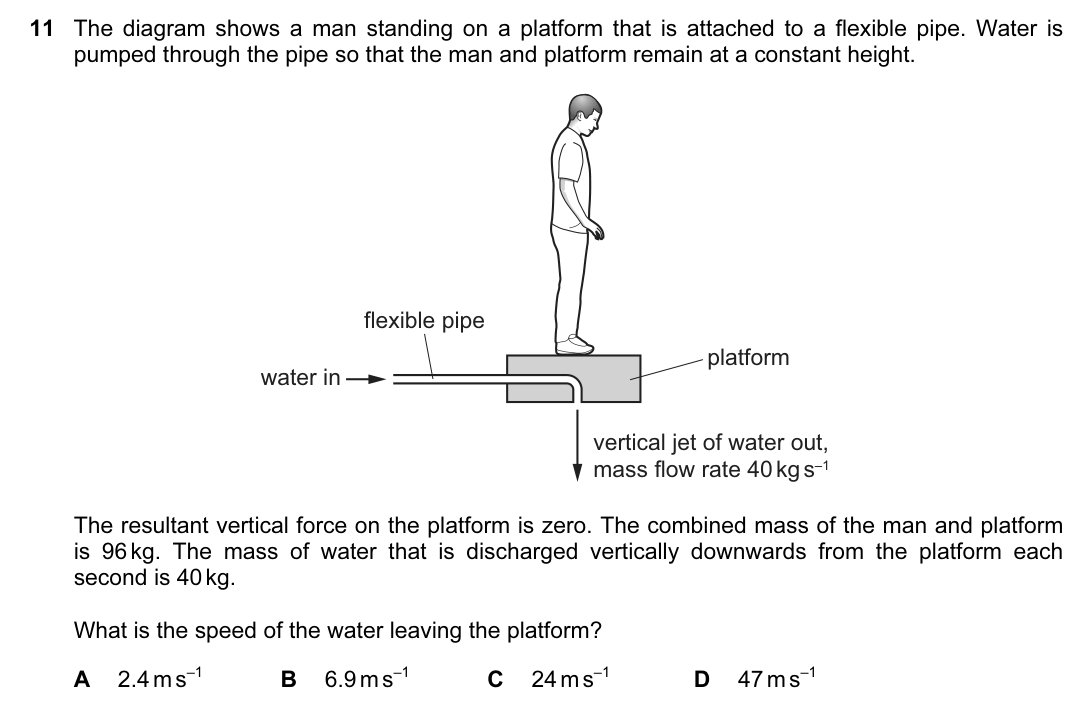 11 The diagram shows a man standing on a platform that is attached to a flexible pipe. Water is
pumped through the pipe so that the man and platform remain at a constant height.
flexible pipe
platform
water in
vertical jet of water out,
mass flow rate 40 kg s⁻¹
The resultant vertical force on the platform is zero. The combined mass of the man and platform
is 96 kg. The mass of water that is discharged vertically downwards from the platform each
second is 40 kg.
What is the speed of the water leaving the platform?
A 2.4 m s⁻¹ B 6.9 m s⁻¹ C 24 m s⁻¹ D 47 m s⁻¹